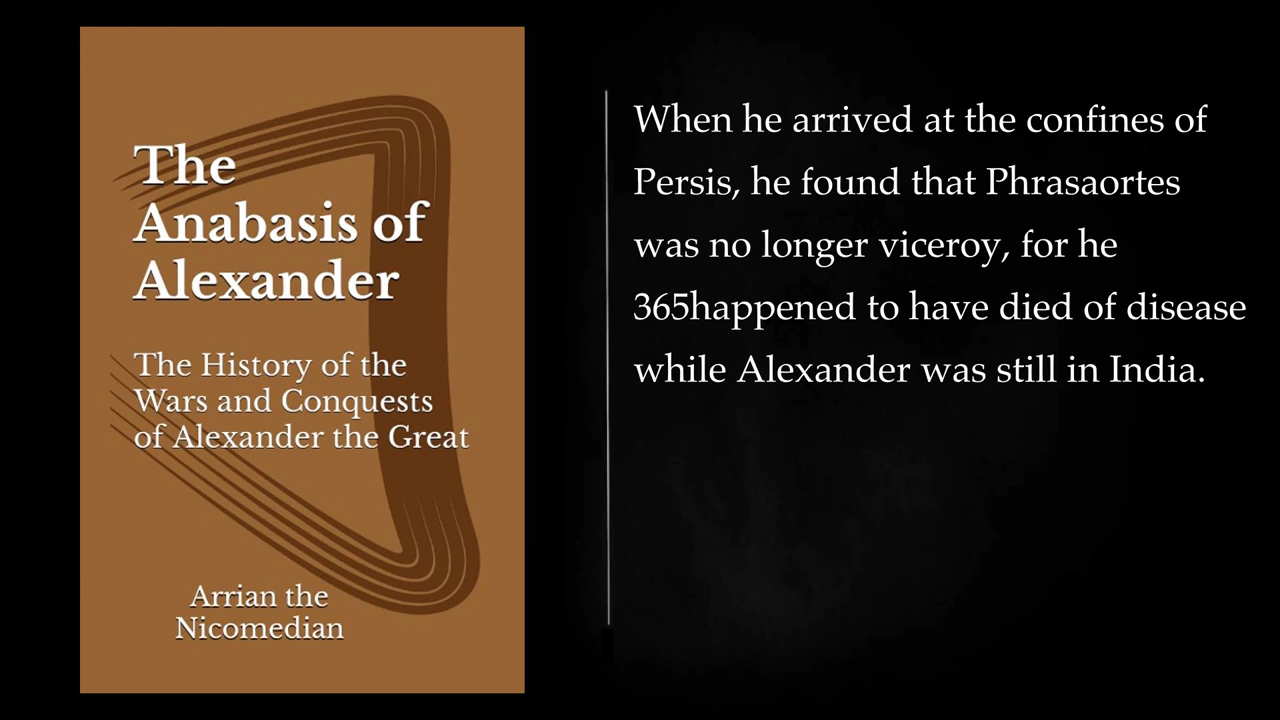 The
Anabasis of
Alexander
The History of the
Wars and Conquests
of Alexander the Great
Arrian the
Nicomedian
When he arrived at the confines of
Persis, he found that Phrasaortes
was no longer viceroy, for he
365happened to have died of disease
while Alexander was still in India.